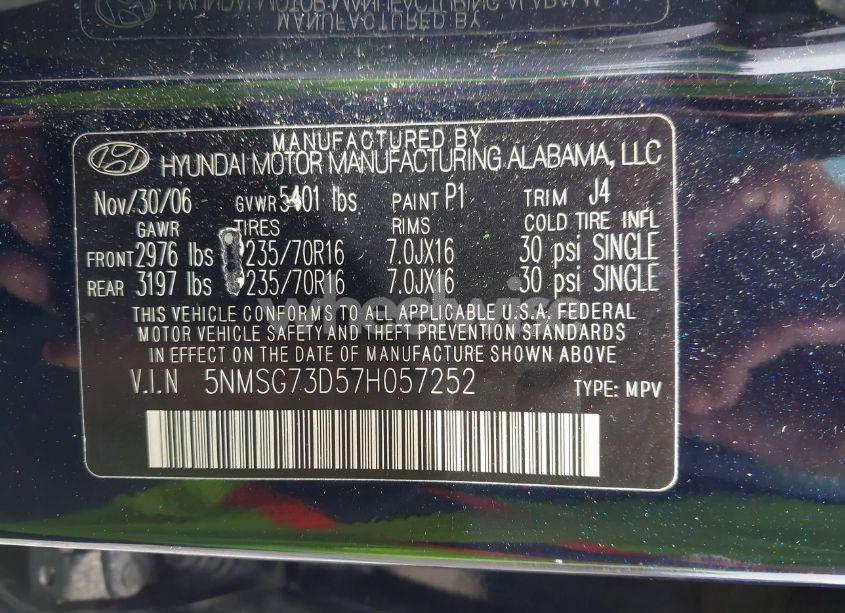 MANUFACTURED BY
HYUNDAI MOTOR MANUFACTURING ALABAMA, LLC
Nov/30/06 GVWR 5401 lbs PAINT P1 TRIM J4
GAWR TIRES RIMS COLD TIRE INFL
FRONT 2976 lbs 235/70R16 7.0JX16 30 psi SINGLE
REAR 3197 lbs 235/70R16 7.0JX16 30 psi SINGLE
wheelwise
THIS VEHICLE CONFORMS TO ALL APPLICABLE U.S.A. FEDERAL
MOTOR VEHICLE SAFETY AND THEFT PREVENTION STANDARDS
IN EFFECT ON THE DATE OF MANUFACTURE SHOWN ABOVE
V.I.N 5NMSG73D57H057252 TYPE: MPV